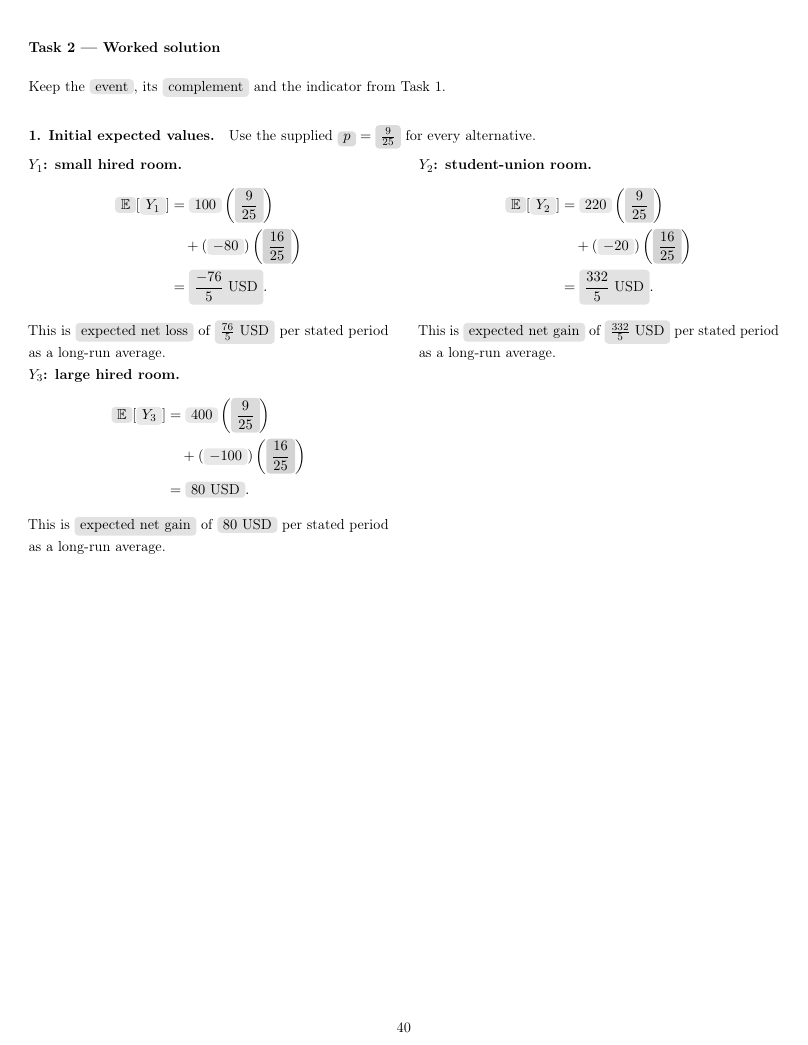 Task 2 — Worked solution
Keep the event, its complement and the indicator from Task 1.
1. Initial expected values. Use the supplied p = 9/25 for every alternative.
Y₁: small hired room.
𝔼[Y₁] = 100 (9/25)
+ (−80) (16/25)
= −76/5 USD.
This is expected net loss of 76/5 USD per stated period
as a long-run average.
Y₂: student-union room.
𝔼[Y₂] = 220 (9/25)
+ (−20) (16/25)
= 332/5 USD.
This is expected net gain of 332/5 USD per stated period
as a long-run average.
Y₃: large hired room.
𝔼[Y₃] = 400 (9/25)
+ (−100) (16/25)
= 80 USD.
This is expected net gain of 80 USD per stated period
as a long-run average.
40